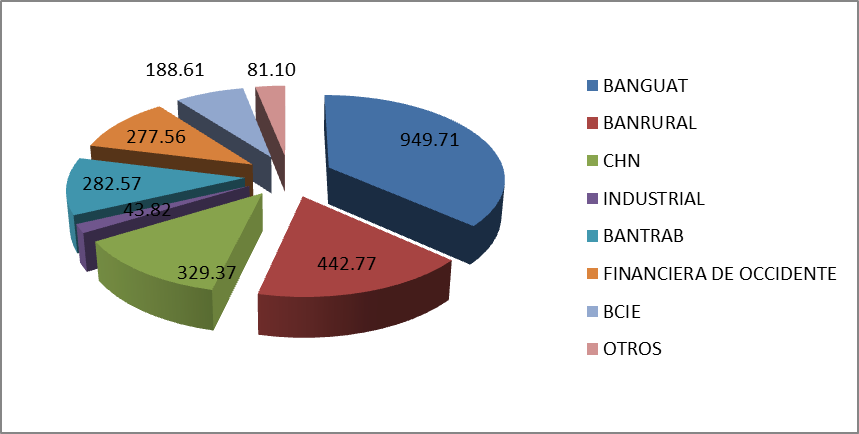 188.61
81.10
277.56
949.71
282.57
43.82
329.37
442.77
BANGUAT
BANRURAL
CHN
INDUSTRIAL
BANTRAB
FINANCIERA DE OCCIDENTE
BCIE
OTROS